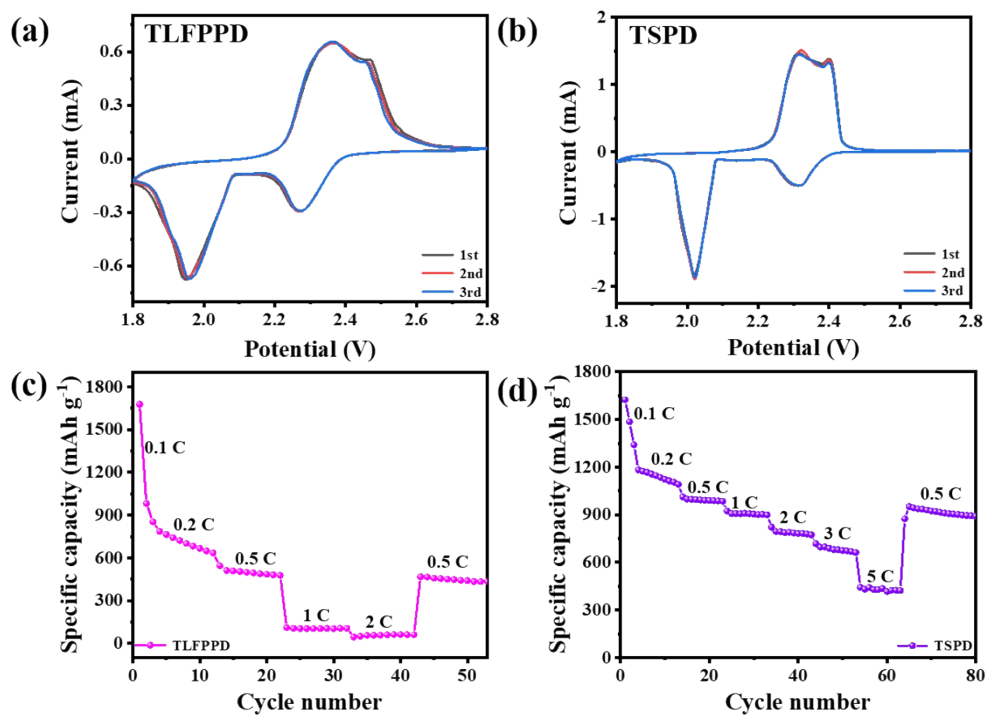 (a)
TLFPPD
Current (mA)
0.6
0.3
0.0
-0.3
-0.6
1st
2nd
3rd
1.8 2.0 2.2 2.4 2.6 2.8
Potential (V)
(b)
TSPD
Current (mA)
2
1
0
-1
-2
1st
2nd
3rd
1.8 2.0 2.2 2.4 2.6 2.8
Potential (V)
(c)
Specific capacity (mAh g⁻¹)
1800
1500
1200
900
600
300
0
0.1 C
0.2 C
0.5 C
1 C
2 C
0.5 C
TLFPPD
0 10 20 30 40 50
Cycle number
(d)
Specific capacity (mAh g⁻¹)
1800
1500
1200
900
600
300
0
0.1 C
0.2 C
0.5 C
1 C
2 C
3 C
5 C
0.5 C
TSPD
0 20 40 60 80
Cycle number